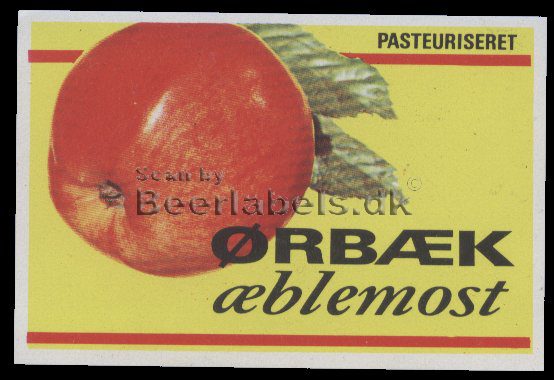 PASTEURISERET
Scan by
Beerlabels.dk ©
ØRBÆK
æblemost